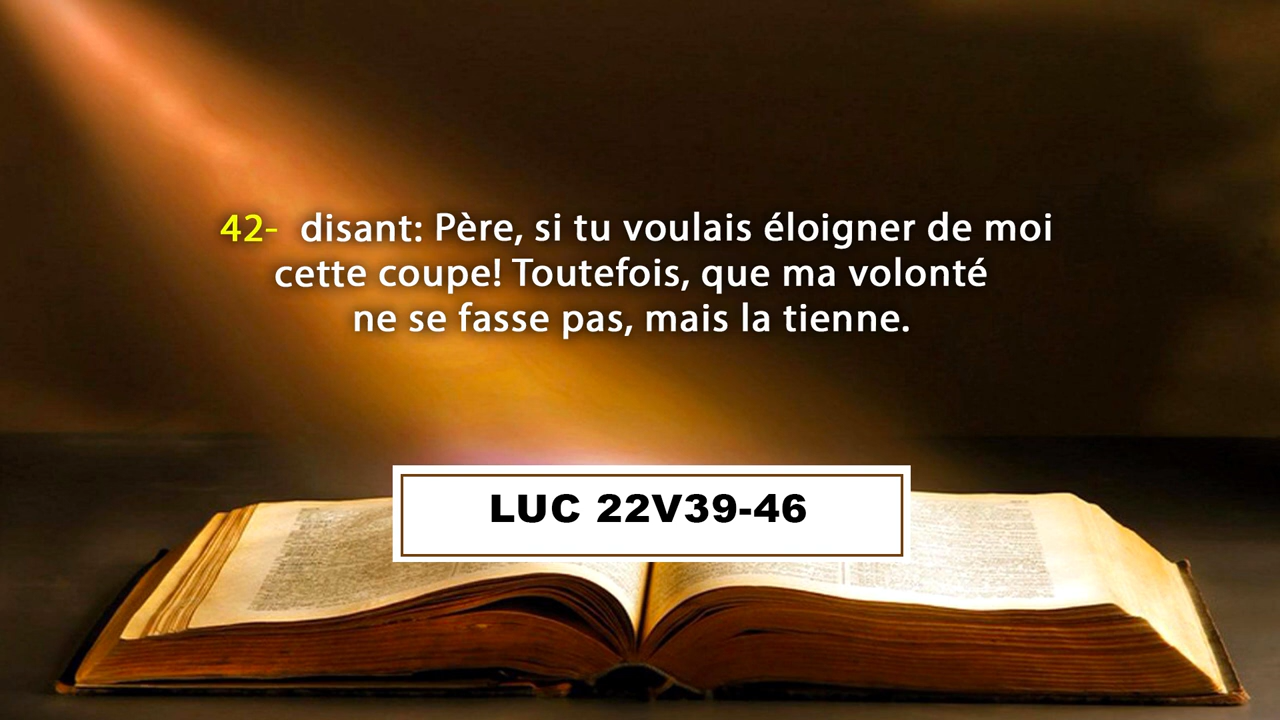 42- disant: Père, si tu voulais éloigner de moi
cette coupe! Toutefois, que ma volonté
ne se fasse pas, mais la tienne.
LUC 22V39-46